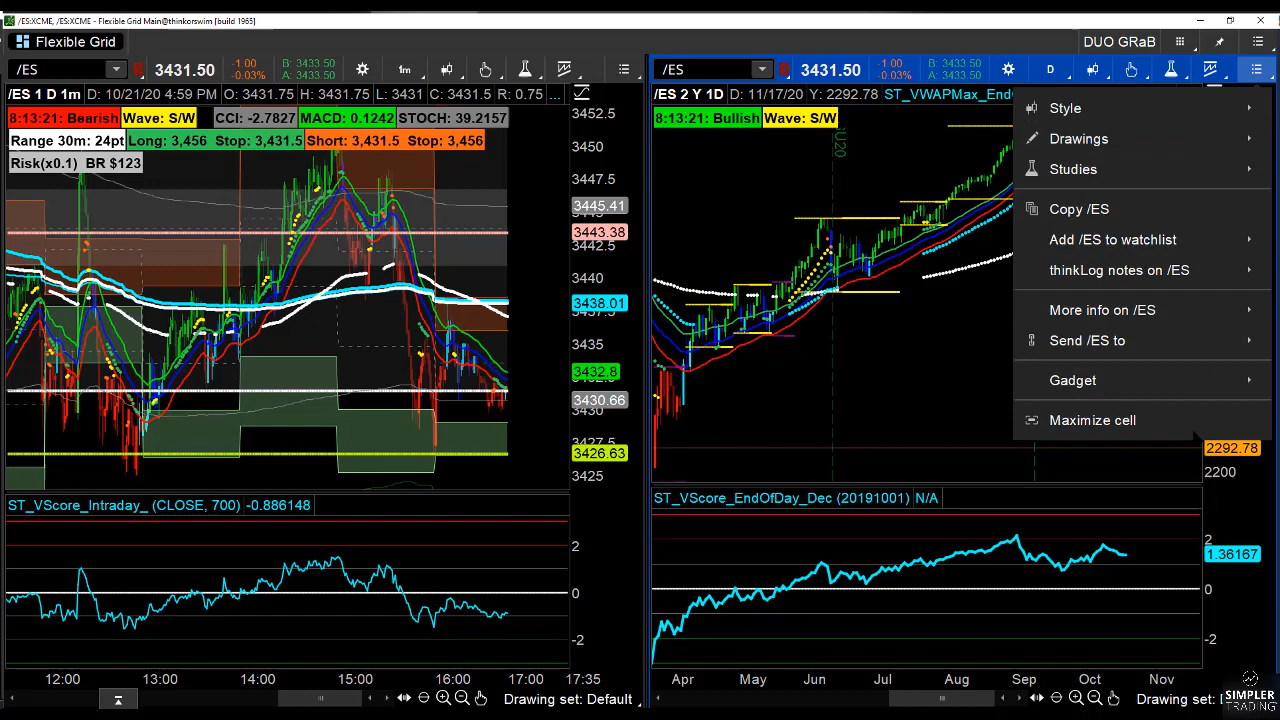 /ES:XCME, /ES:XCME - Flexible Grid Main@thinkorswim [build 1965]
Flexible Grid
DUO GRaB
/ES
3431.50
-1.00
-0.03%
B: 3433.50
A: 3433.50
1m
/ES
3431.50
-1.00
-0.03%
B: 3433.50
A: 3433.50
D
/ES 1 D 1m
D: 10/21/20 4:59 PM
O: 3431.75
H: 3431.75
L: 3431
C: 3431.5
R: 0.75
...
8:13:21: Bearish
Wave: S/W
CCI: -2.7827
MACD: 0.1242
STOCH: 39.2157
Range 30m: 24pt
Long: 3,456
Stop: 3,431.5
Short: 3,431.5
Stop: 3,456
Risk(x0.1)
BR $123
3452.5
3450
3447.5
3445.41
3443.38
3442.5
3440
3438.01
3435
3432.8
3430.66
3430
3427.5
3426.63
3425
ST_VScore_Intraday_ (CLOSE, 700)
-0.886148
2
0
-2
12:00
13:00
14:00
15:00
16:00
17:00
17:35
Drawing set: Default
/ES 2 Y 1D
D: 11/17/20
Y: 2292.78
8:13:21: Bullish
Wave: S/W
Style
Drawings
Studies
Copy /ES
Add /ES to watchlist
thinkLog notes on /ES
More info on /ES
Send /ES to
Gadget
Maximize cell
2292.78
2200
ST_VScore_EndOfDay_Dec (20191001)
N/A
2
1.36167
0
-2
Apr
May
Jun
Jul
Aug
Sep
Oct
Nov
Drawing set:
SIMPLER
TRADING